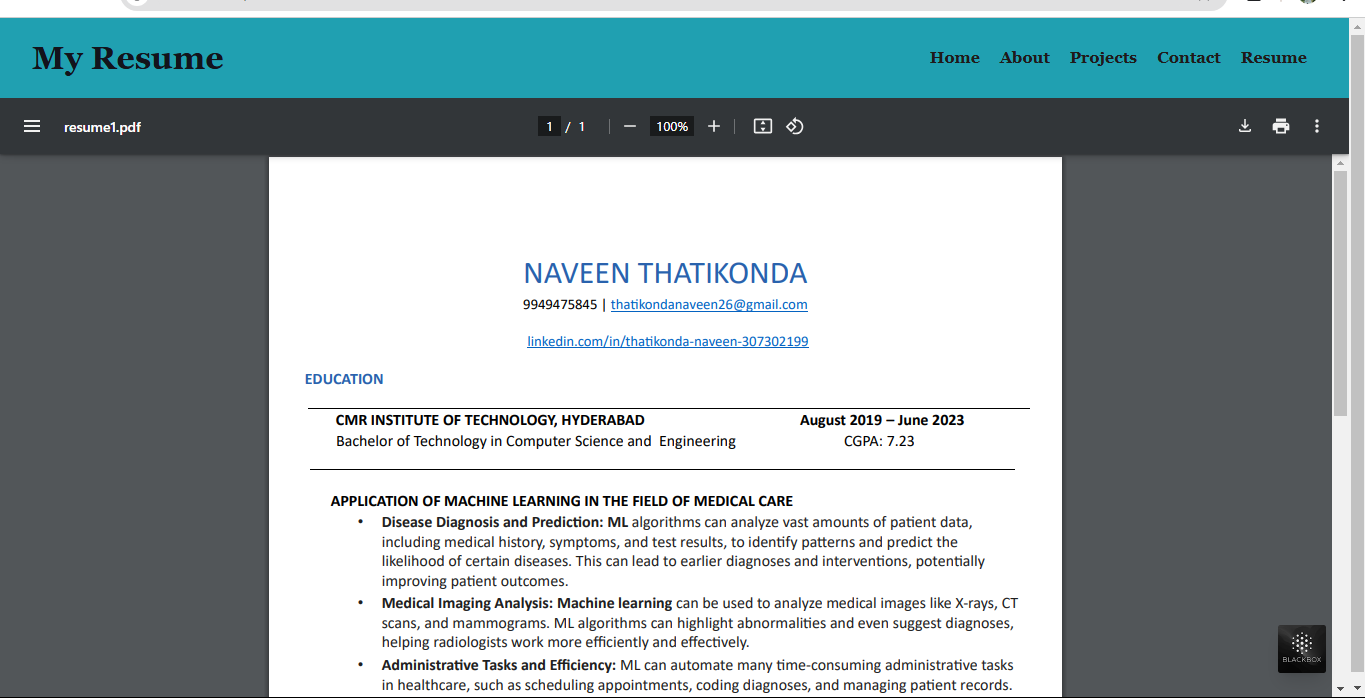 My Resume
Home About Projects Contact Resume
resume1.pdf
1 / 1
100%
NAVEEN THATIKONDA
9949475845 | thatikondanaveen26@gmail.com
linkedin.com/in/thatikonda-naveen-307302199
EDUCATION
CMR INSTITUTE OF TECHNOLOGY, HYDERABAD August 2019 – June 2023
Bachelor of Technology in Computer Science and Engineering CGPA: 7.23
APPLICATION OF MACHINE LEARNING IN THE FIELD OF MEDICAL CARE
• Disease Diagnosis and Prediction: ML algorithms can analyze vast amounts of patient data,
including medical history, symptoms, and test results, to identify patterns and predict the
likelihood of certain diseases. This can lead to earlier diagnoses and interventions, potentially
improving patient outcomes.
• Medical Imaging Analysis: Machine learning can be used to analyze medical images like X-rays, CT
scans, and mammograms. ML algorithms can highlight abnormalities and even suggest diagnoses,
helping radiologists work more efficiently and effectively.
• Administrative Tasks and Efficiency: ML can automate many time-consuming administrative tasks
in healthcare, such as scheduling appointments, coding diagnoses, and managing patient records.
BLACKBOX